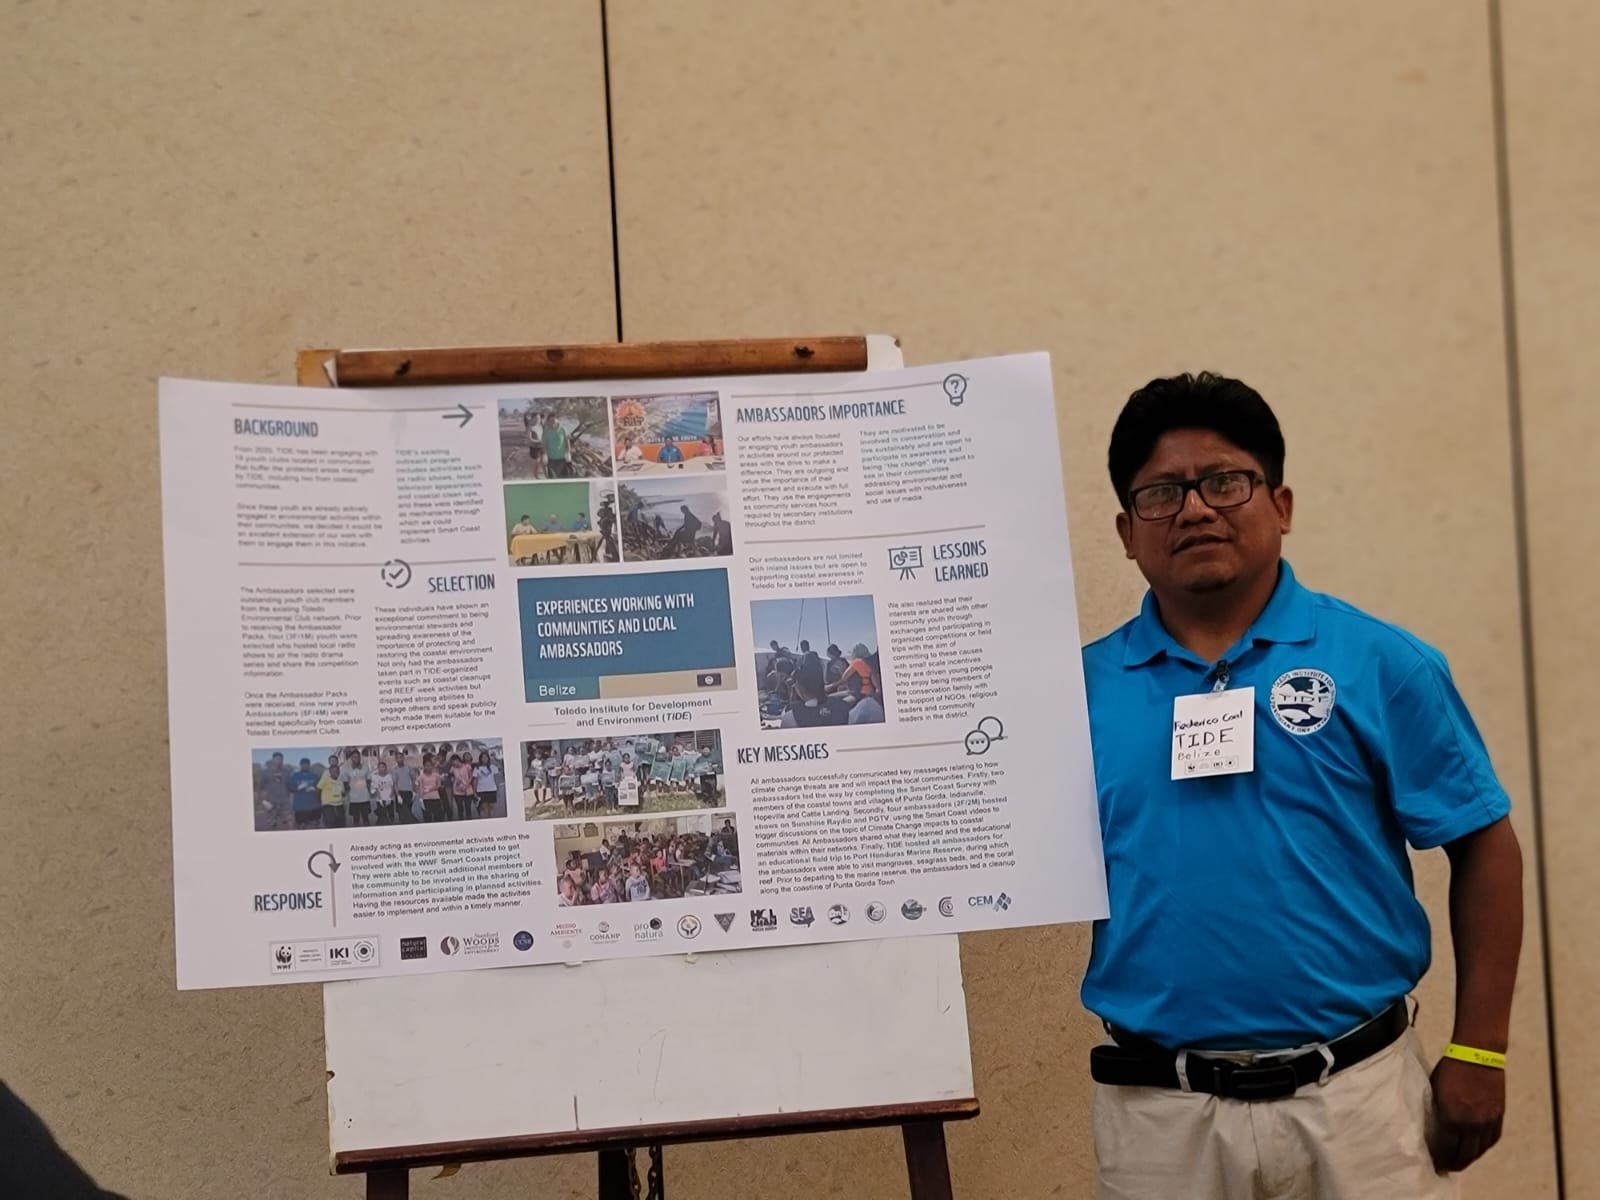 BACKGROUND
From 2020, TIDE has been engaging with
18 youth clubs located in communities
that buffer the protected areas managed
by TIDE, including two from coastal
communities.
Since these youth are already actively
engaged in environmental activities within
their communities, we decided it would be
an excellent extension of our work with
them to engage them in this initiative.
TIDE's existing
outreach program
includes activities such
as radio shows, local
television appearances,
and coastal clean ups,
and these were identified
as mechanisms through
which we could
implement Smart Coast
activities.
SELECTION
The Ambassadors selected were
outstanding youth club members
from the existing Toledo
Environmental Club network. Prior
to receiving the Ambassador
Packs, four (3F/1M) youth were
selected who hosted local radio
shows to air the radio drama
series and share the competition
information.
Once the Ambassador Packs
were received, nine new youth
Ambassadors (5F/4M) were
selected specifically from coastal
Toledo Environment Clubs.
These individuals have shown an
exceptional commitment to being
environmental stewards and
spreading awareness of the
importance of protecting and
restoring the coastal environment.
Not only had the ambassadors
taken part in TIDE-organized
events such as coastal cleanups
and REEF week activities but
displayed strong abilities to
engage others and speak publicly
which made them suitable for the
project expectations.
RESPONSE
Already acting as environmental activists within the
communities, the youth were motivated to get
involved with the WWF Smart Coasts project.
They were able to recruit additional members of
the community to be involved in the sharing of
information and participating in planned activities.
Having the resources available made the activities
easier to implement and within a timely manner.
EXPERIENCES WORKING WITH
COMMUNITIES AND LOCAL
AMBASSADORS
Belize
Toledo Institute for Development
and Environment (TIDE)
AMBASSADORS IMPORTANCE
Our efforts have always focused
on engaging youth ambassadors
in activities around our protected
areas with the drive to make a
difference. They are outgoing and
value the importance of their
involvement and execute with full
effort. They use the engagements
as community services hours
required by secondary institutions
throughout the district.
They are motivated to be
involved in conservation and
live sustainably and are open to
participate in awareness and
being "the change" they want to
see in their communities
addressing environmental and
social issues with inclusiveness
and use of media.
LESSONS
LEARNED
Our ambassadors are not limited
with inland issues but are open to
supporting coastal awareness in
Toledo for a better world overall.
We also realized that their
interests are shared with other
community youth through
exchanges and participating in
organized competitions or field
trips with the aim of
committing to these causes
with small scale incentives
They are driven young people
who enjoy being members of
the conservation family with
the support of NGOs, religious
leaders and community
leaders in the district.
KEY MESSAGES
All ambassadors successfully communicated key messages relating to how
climate change threats are and will impact the local communities. Firstly, two
ambassadors led the way by completing the Smart Coast Survey with
members of the coastal towns and villages of Punta Gorda, Indianville,
Hopeville and Cattle Landing. Secondly, four ambassadors (2F/2M) hosted
shows on Sunshine Raydio and PGTV, using the Smart Coast videos to
trigger discussions on the topic of Climate Change impacts to coastal
communities. All Ambassadors shared what they learned and the educational
materials within their networks. Finally, TIDE hosted all ambassadors for
an educational field trip to Port Honduras Marine Reserve, during which
the ambassadors were able to visit mangroves, seagrass beds, and the coral
reef. Prior to departing to the marine reserve, the ambassadors led a cleanup
along the coastline of Punta Gorda Town
WWF
IKI
natural
capital
Stanford
WOODS
INSTITUTE for the
ENVIRONMENT
MEDIO
AMBIENTE
CONANP
pro
natura
SEA
CEM
Federico Caal
TIDE
Belize
IKI
TIDE